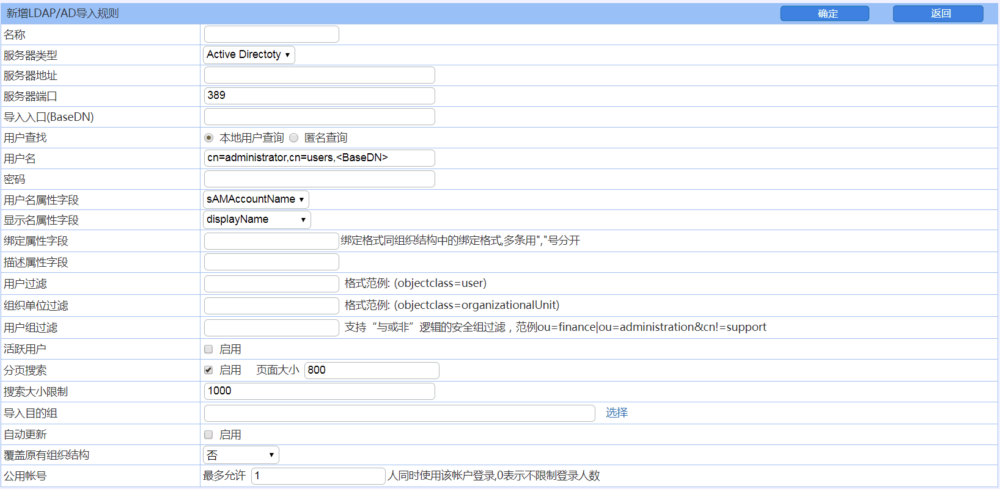 新增LDAP/AD导入规则 确定 返回
名称
服务器类型 Active Directoty
服务器地址
服务器端口 389
导入入口(BaseDN)
用户查找 本地用户查询 匿名查询
用户名 cn=administrator,cn=users,<BaseDN>
密码
用户名属性字段 sAMAccountName
显示名属性字段 displayName
绑定属性字段 绑定格式同组织结构中的绑定格式,多条用","号分开
描述属性字段
用户过滤 格式范例: (objectclass=user)
组织单位过滤 格式范例: (objectclass=organizationalUnit)
用户组过滤 支持“与或非”逻辑的安全组过滤，范例ou=finance|ou=administration&cn!=support
活跃用户 启用
分页搜索 启用 页面大小 800
搜索大小限制 1000
导入目的组 选择
自动更新 启用
覆盖原有组织结构 否
公用帐号 最多允许 1 人同时使用该帐户登录,0表示不限制登录人数